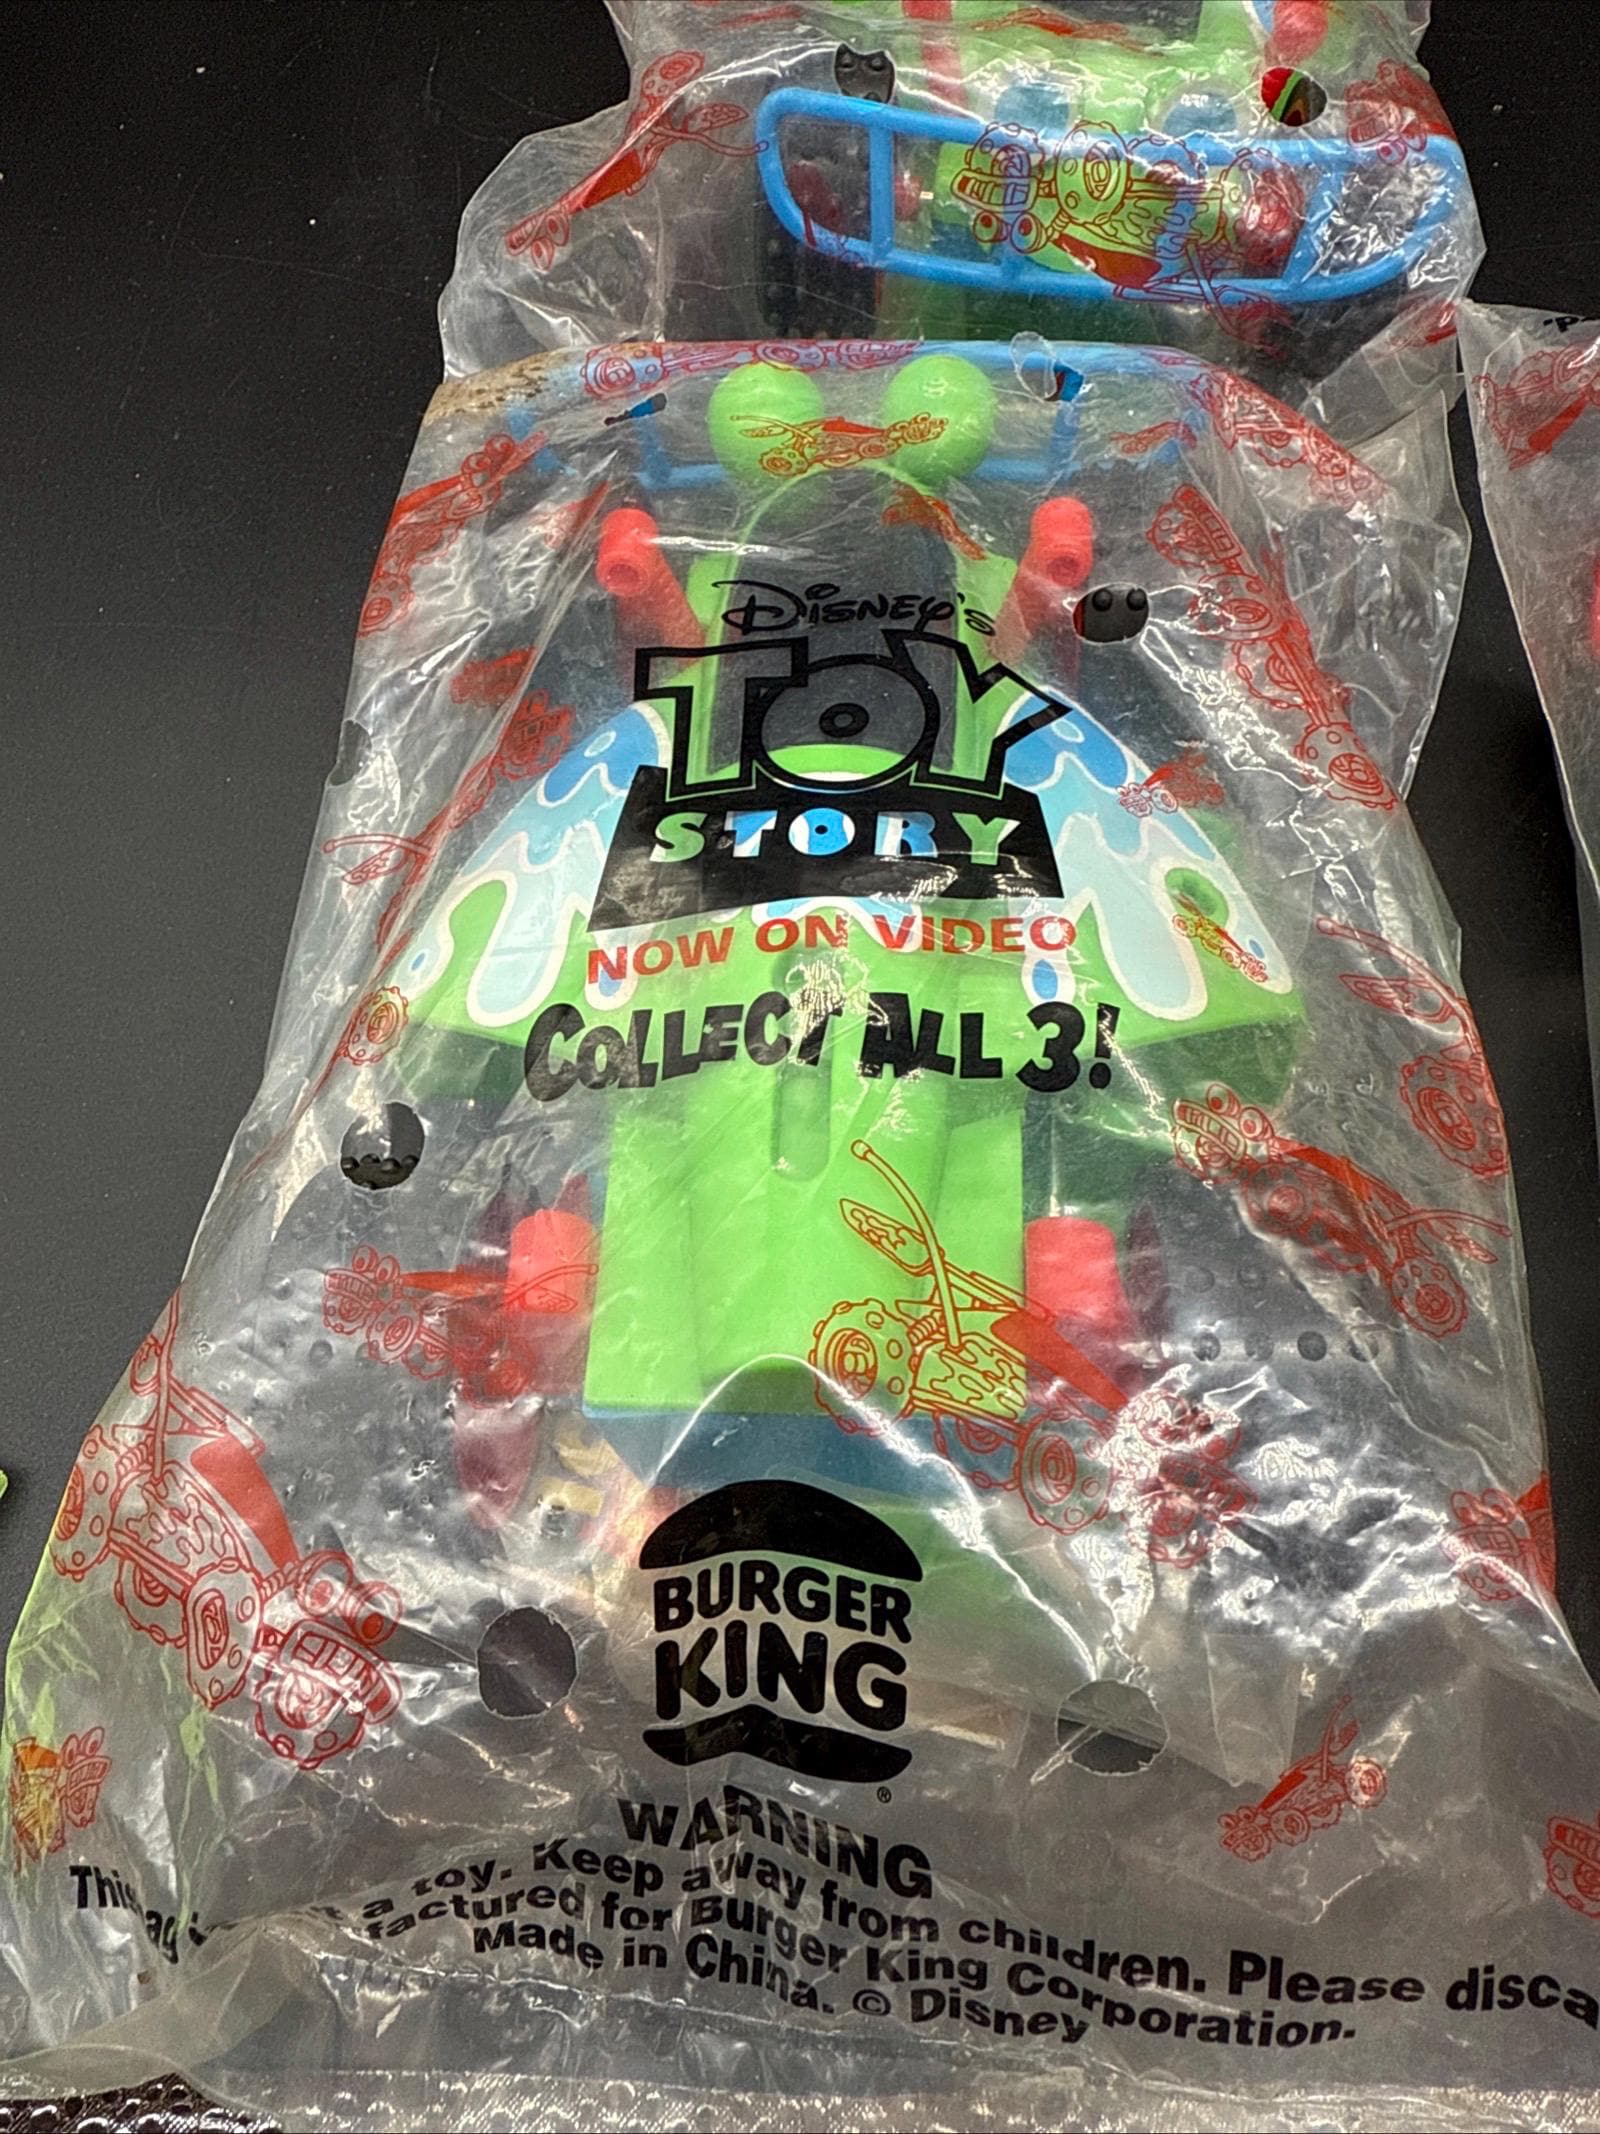 DISNEY'S
TOY
STORY
NOW ON VIDEO
COLLECT ALL 3!
BURGER
KING
®
WARNING
This a toy. Keep away from children. Please
factured for Burger King Corporation.
Made in China. © Disney